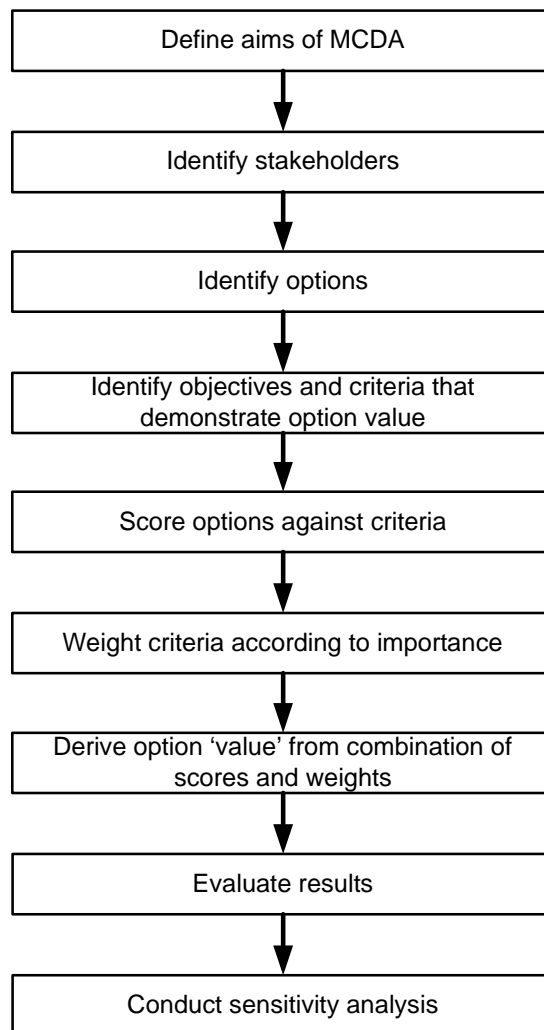 Define aims of MCDA
Identify stakeholders
Identify options
Identify objectives and criteria that
demonstrate option value
Score options against criteria
Weight criteria according to importance
Derive option ‘value’ from combination of
scores and weights
Evaluate results
Conduct sensitivity analysis